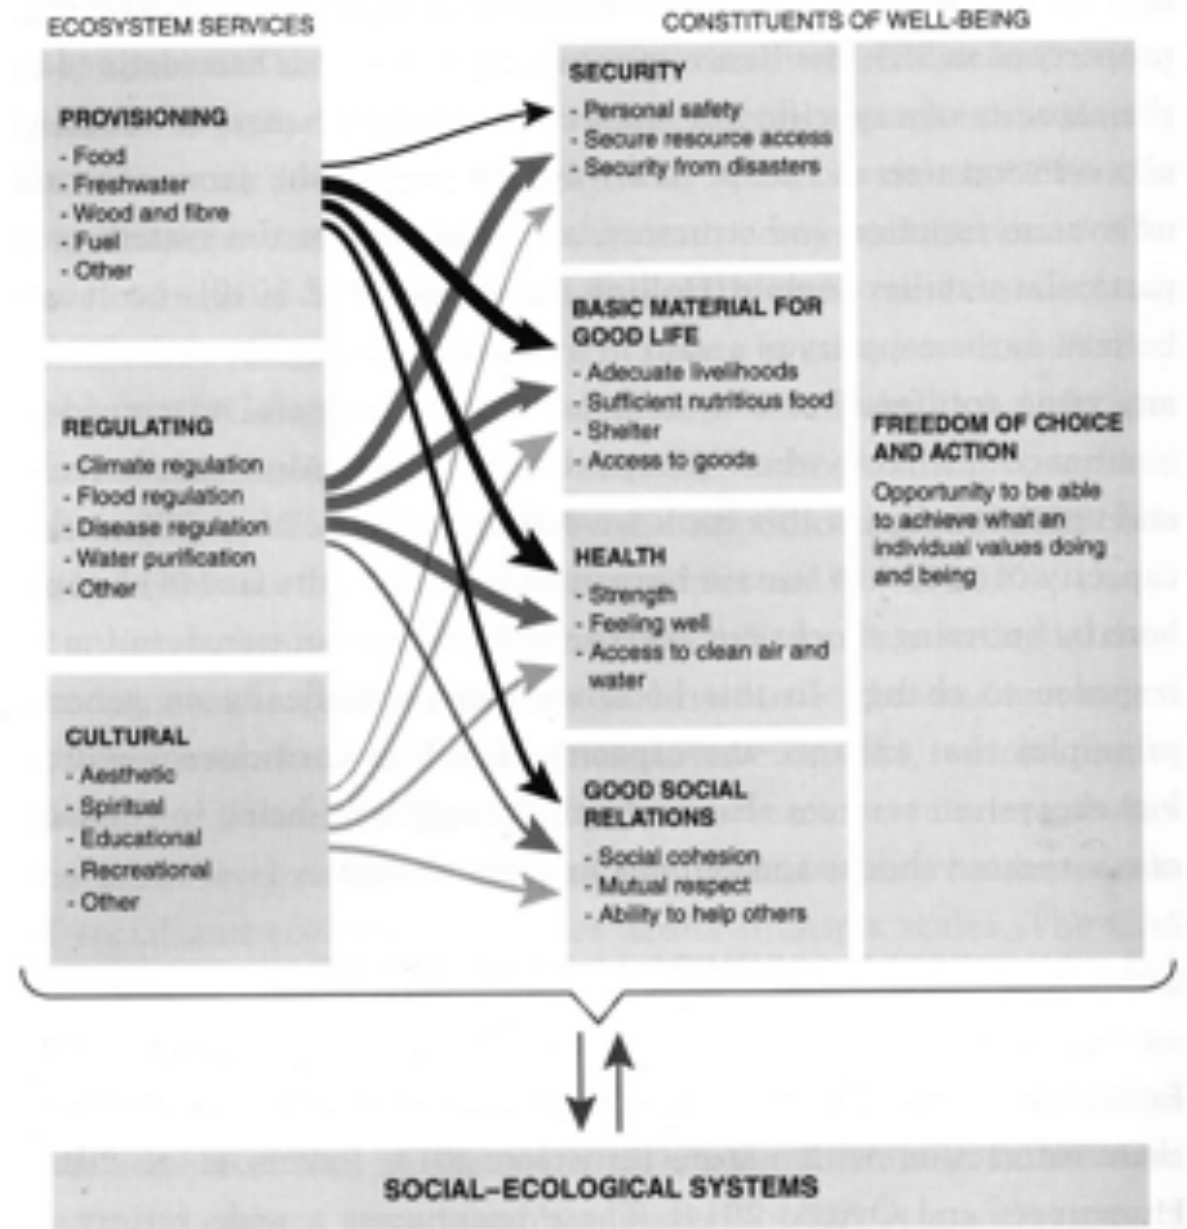 ECOSYSTEM SERVICES
CONSTITUENTS OF WELL-BEING
PROVISIONING
- Food
- Freshwater
- Wood and fibre
- Fuel
- Other
REGULATING
- Climate regulation
- Flood regulation
- Disease regulation
- Water purification
- Other
CULTURAL
- Aesthetic
- Spiritual
- Educational
- Recreational
- Other
SECURITY
- Personal safety
- Secure resource access
- Security from disasters
BASIC MATERIAL FOR
GOOD LIFE
- Adequate livelihoods
- Sufficient nutritious food
- Shelter
- Access to goods
HEALTH
- Strength
- Feeling well
- Access to clean air and
water
GOOD SOCIAL
RELATIONS
- Social cohesion
- Mutual respect
- Ability to help others
FREEDOM OF CHOICE
AND ACTION
Opportunity to be able
to achieve what an
individual values doing
and being
SOCIAL–ECOLOGICAL SYSTEMS